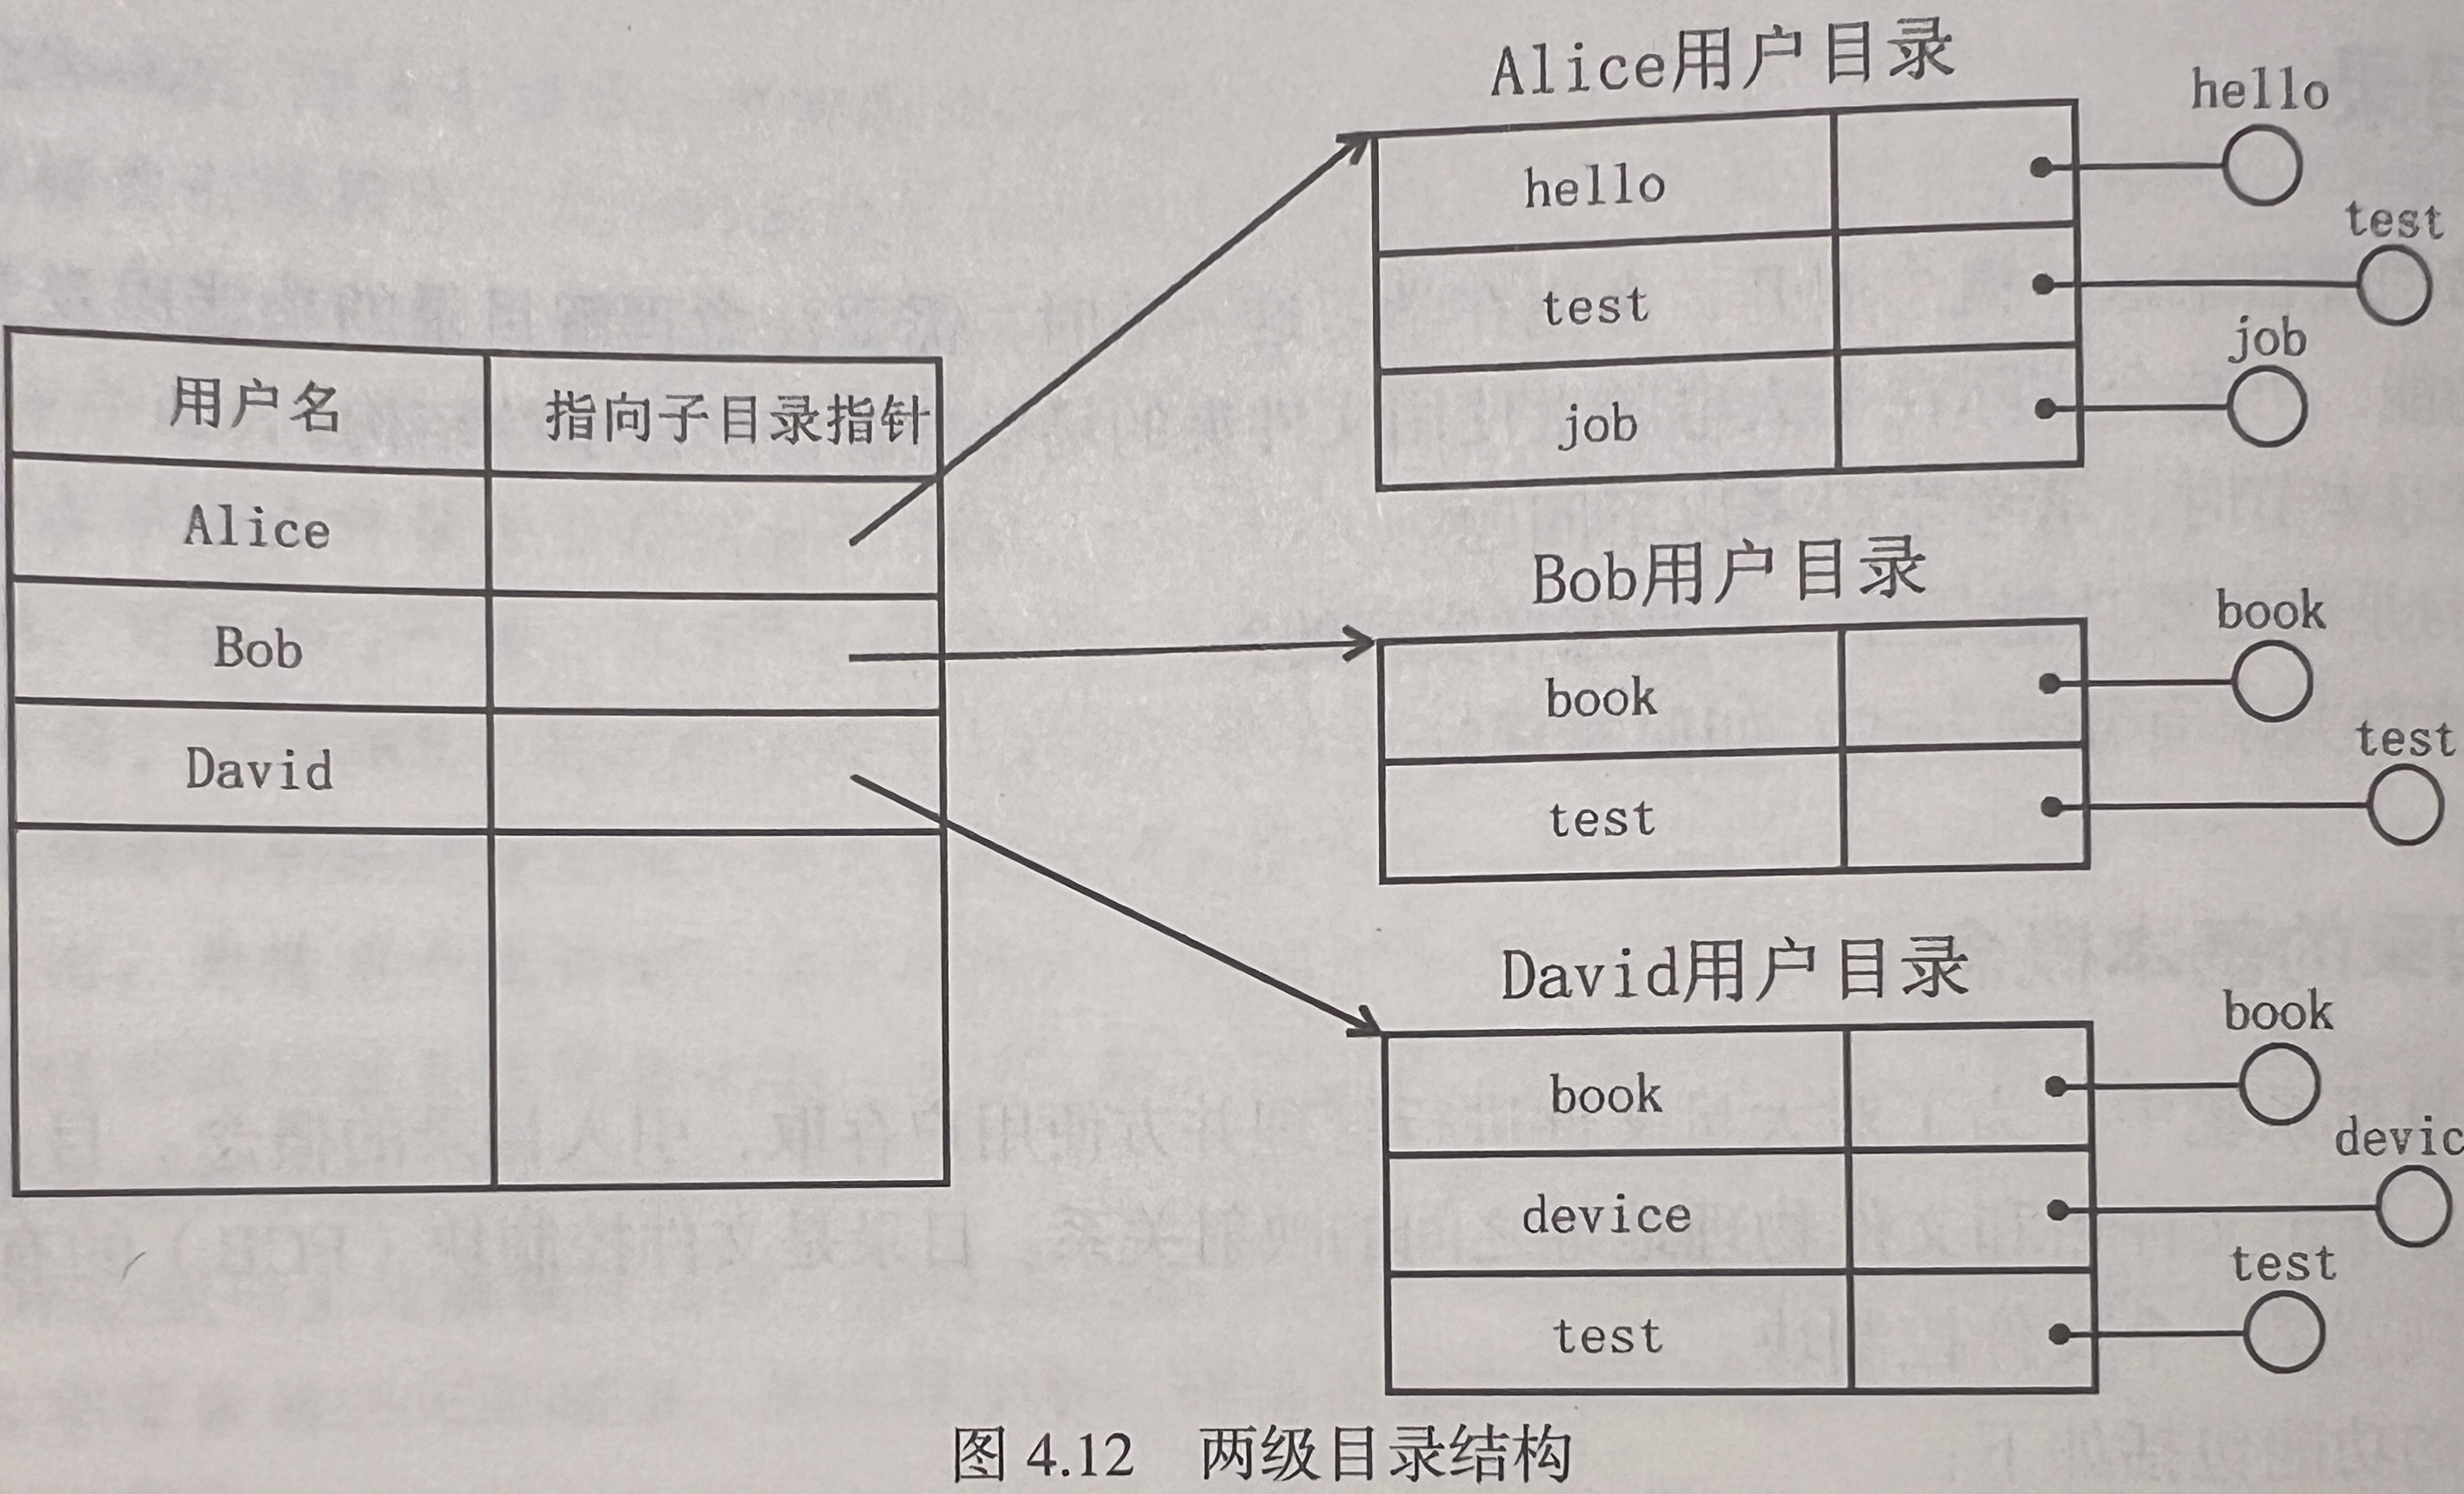 用户名 指向子目录指针
Alice
Bob
David
Alice用户目录
hello
test
job
hello
test
job
Bob用户目录
book
test
book
test
David用户目录
book
device
test
book
devic
test
图 4.12 两级目录结构